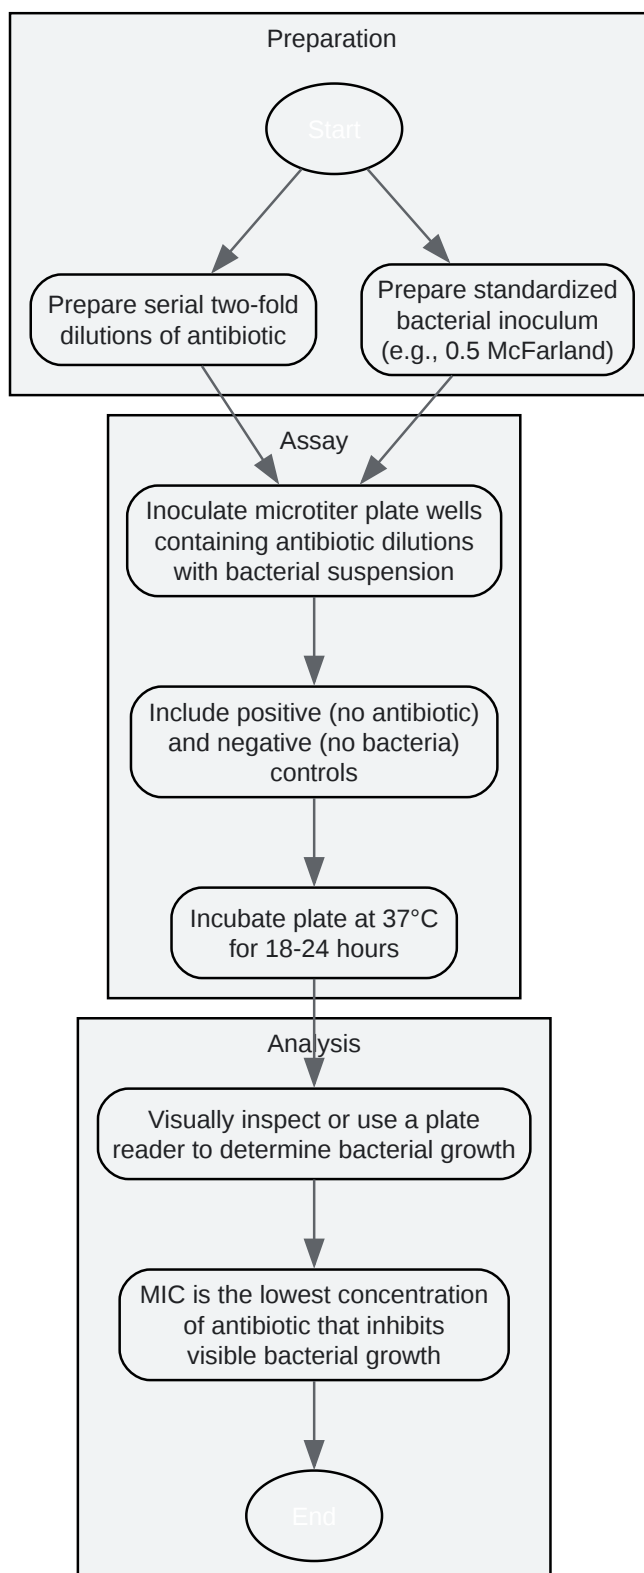 Preparation
Start
Prepare serial two-fold
dilutions of antibiotic
Prepare standardized
bacterial inoculum
(e.g., 0.5 McFarland)
Assay
Inoculate microtiter plate wells
containing antibiotic dilutions
with bacterial suspension
Include positive (no antibiotic)
and negative (no bacteria)
controls
Incubate plate at 37°C
for 18-24 hours
Analysis
Visually inspect or use a plate
reader to determine bacterial growth
MIC is the lowest concentration
of antibiotic that inhibits
visible bacterial growth
End